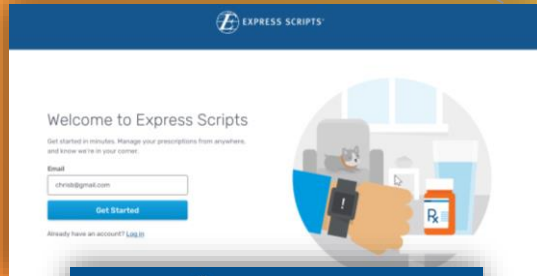 EXPRESS SCRIPTS®
Welcome to Express Scripts
Get started in minutes. Manage your prescriptions from anywhere,
and know we're in your corner.
Email
chrisb@gmail.com
Get Started
Already have an account? Log in
!
Rx